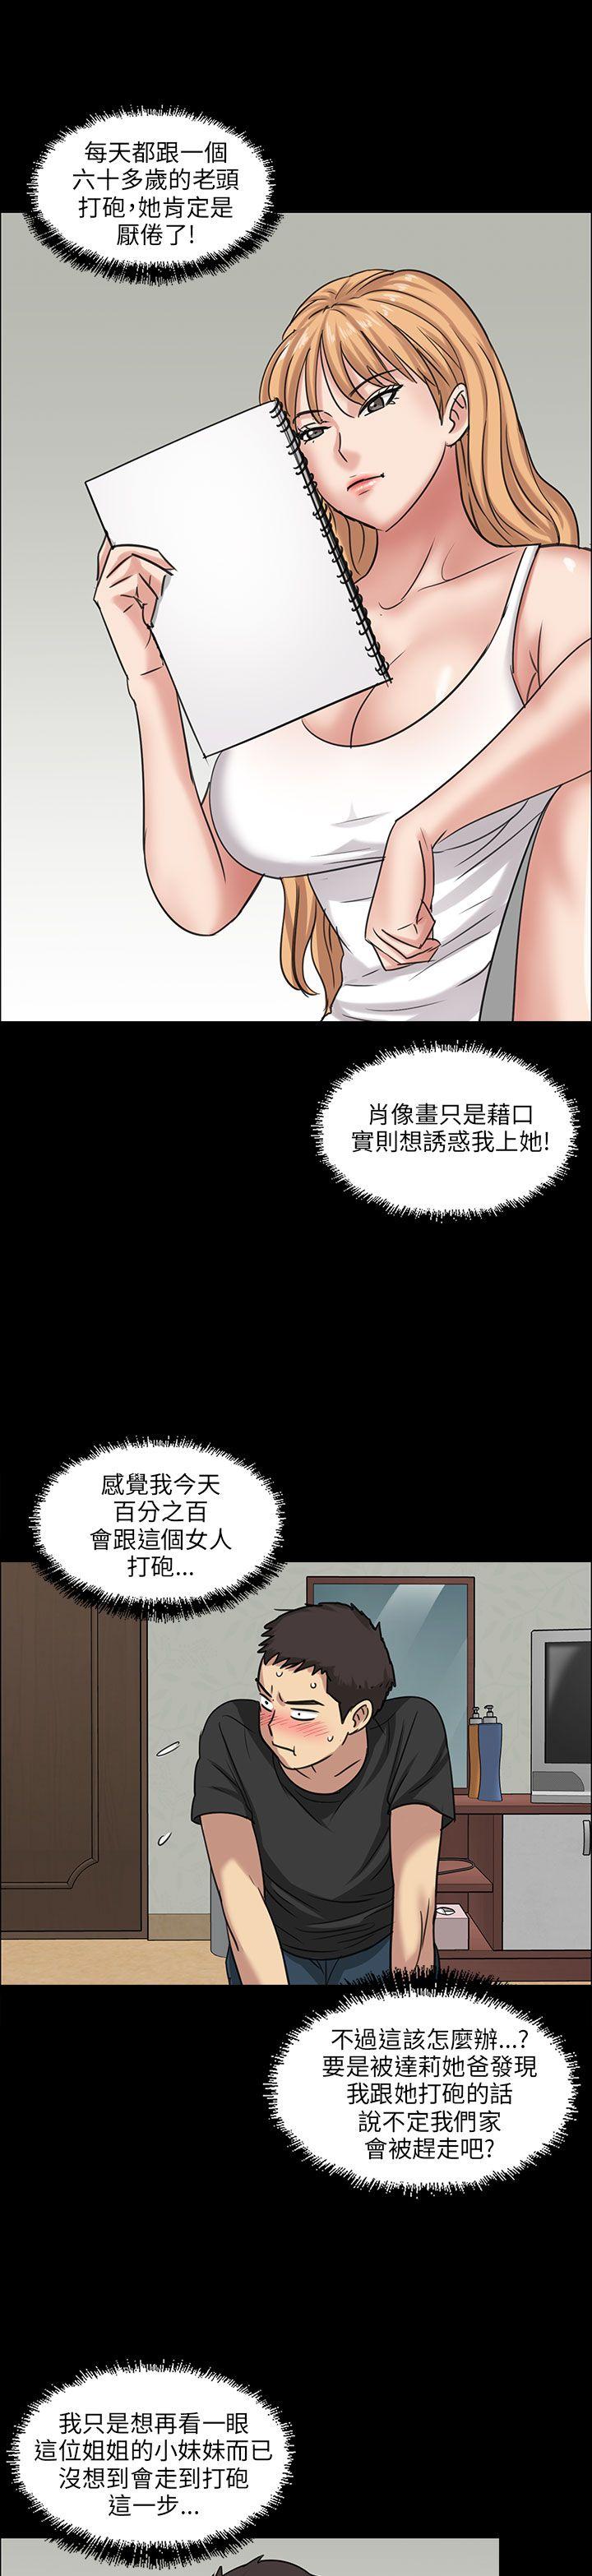 每天都跟一個
六十多歲的老頭
打砲，她肯定是
厭倦了!
肖像畫只是藉口
實則想誘惑我上她!
感覺我今天
百分之百
會跟這個女人
打砲...
不過這該怎麼辦...?
要是被達莉她爸發現
我跟她打砲的話
說不定我們家
會被趕走吧?
我只是想再看一眼
這位姐姐的小妹妹而已
沒想到會走到打砲
這一步...